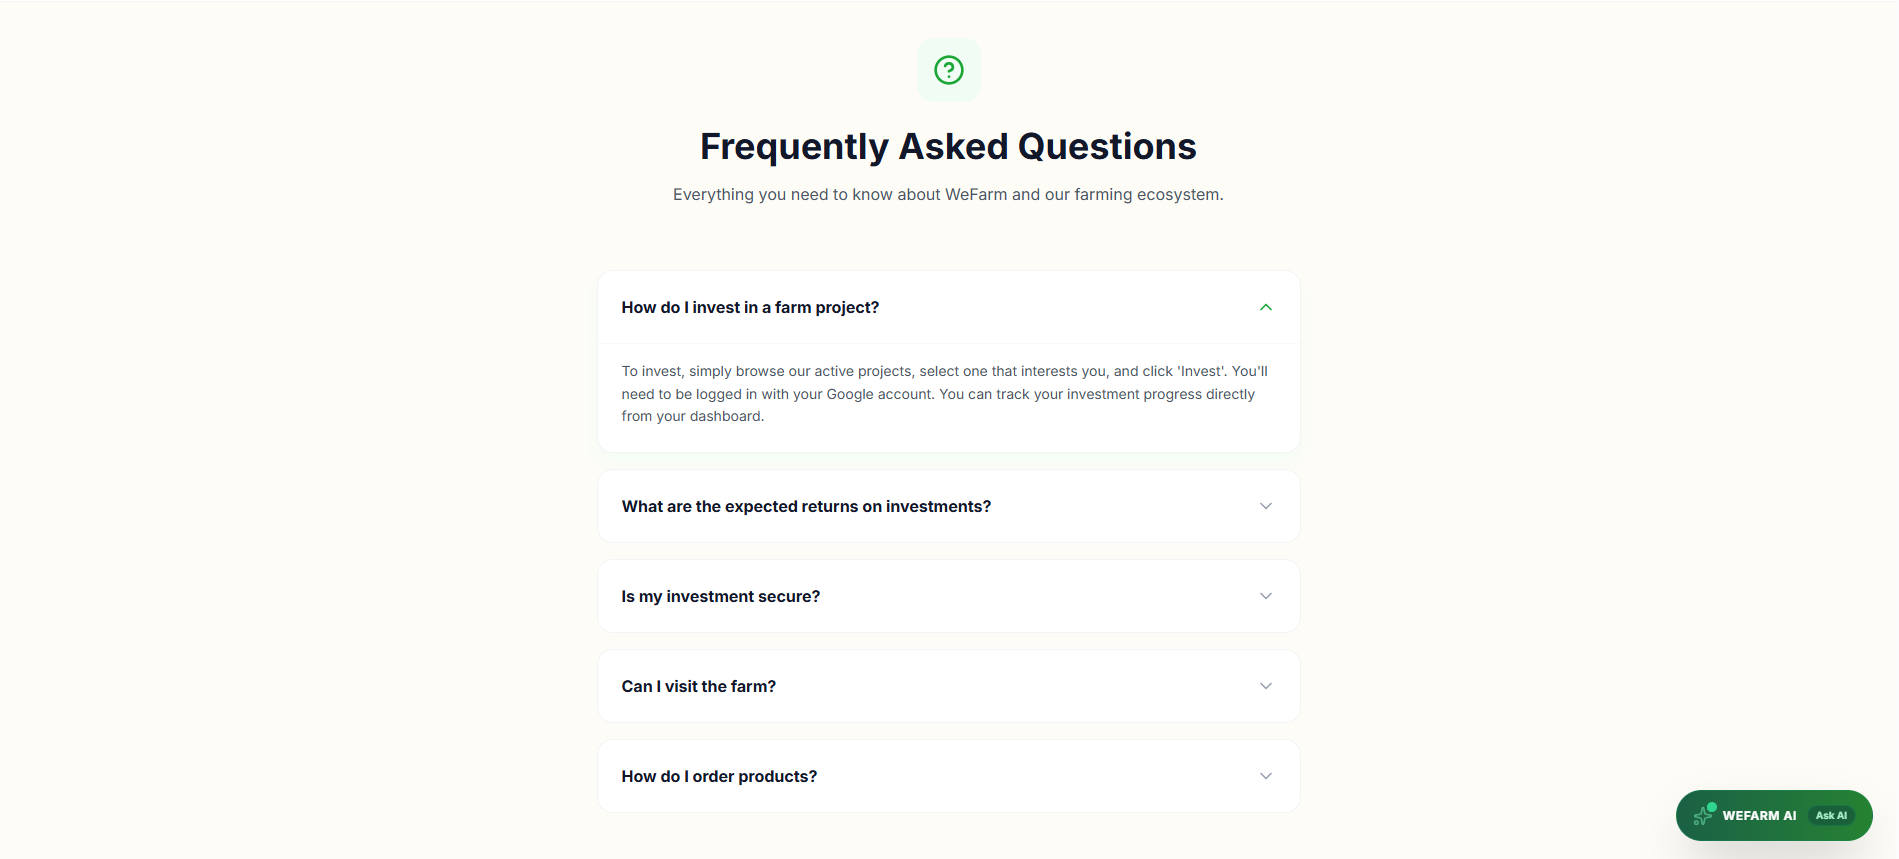 Frequently Asked Questions
Everything you need to know about WeFarm and our farming ecosystem.
How do I invest in a farm project?
To invest, simply browse our active projects, select one that interests you, and click 'Invest'. You'll
need to be logged in with your Google account. You can track your investment progress directly
from your dashboard.
What are the expected returns on investments?
Is my investment secure?
Can I visit the farm?
How do I order products?
WEFARM AI Ask AI